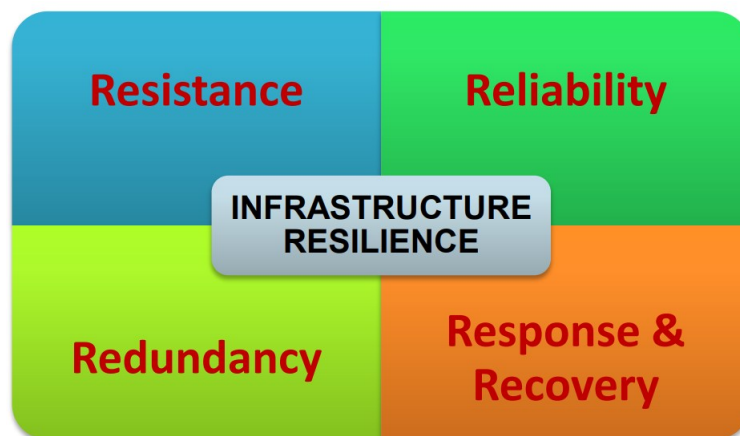 Resistance
Reliability
INFRASTRUCTURE
RESILIENCE
Redundancy
Response &
Recovery